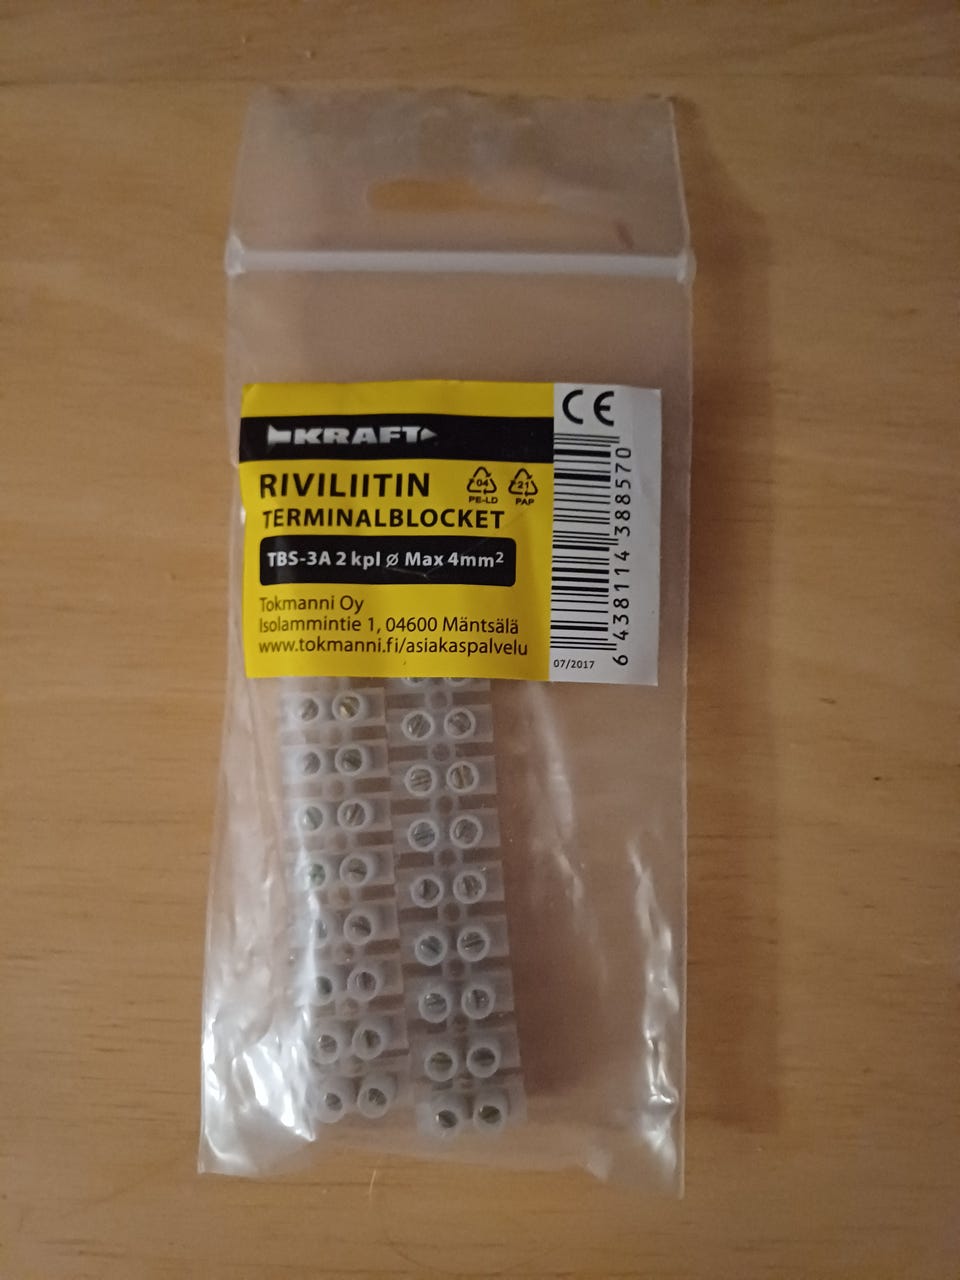 CE
KRAFT
RIVILIITIN
TERMINALBLOCKET
04
PE-LD
21
PAP
TBS-3A 2 kpl ⌀ Max 4mm²
Tokmanni Oy
Isolammintie 1, 04600 Mäntsälä
www.tokmanni.fi/asiakaspalvelu
07/2017
6 438114 388570